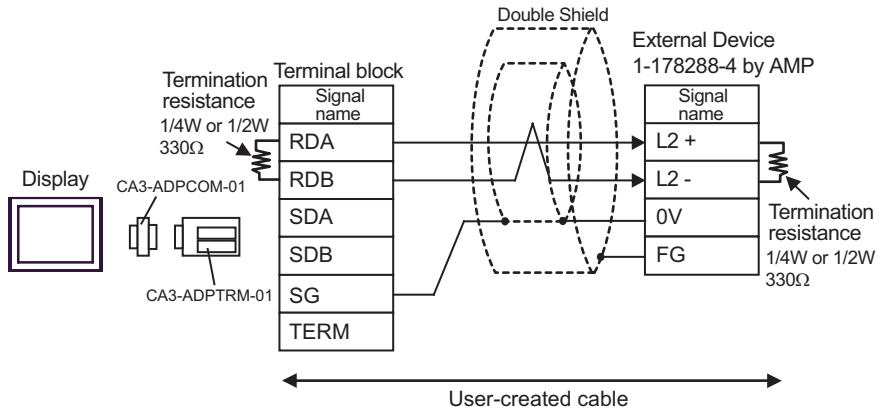 Double Shield
External Device
1-178288-4 by AMP
Terminal block
Termination
resistance
1/4W or 1/2W
330Ω
Signal
name
RDA
RDB
SDA
SDB
SG
TERM
Signal
name
L2 +
L2 -
0V
FG
Display
CA3-ADPCOM-01
CA3-ADPTRM-01
Termination
resistance
1/4W or 1/2W
330Ω
User-created cable